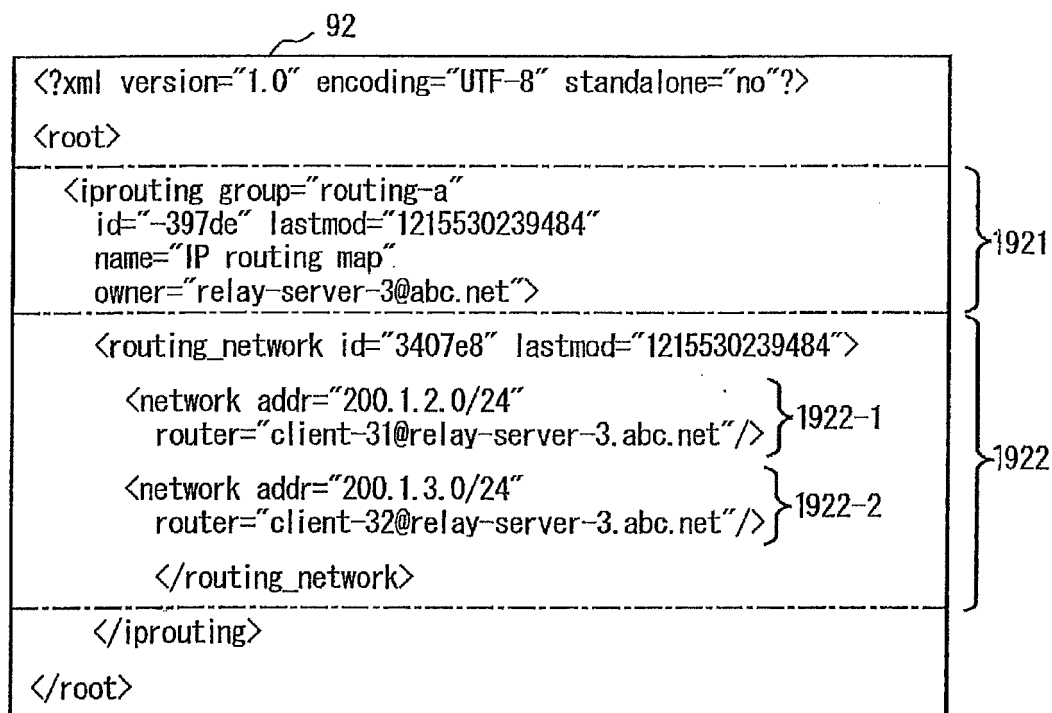 92
<?xml version="1.0" encoding="UTF-8" standalone="no"?>
<root>
<iprouting group="routing-a"
id="-397de" lastmod="1215530239484"
name="IP routing map"
owner="relay-server-3@abc.net">
1921
<routing_network id="3407e8" lastmod="1215530239484">
<network addr="200.1.2.0/24"
router="client-31@relay-server-3.abc.net"/>
1922-1
<network addr="200.1.3.0/24"
router="client-32@relay-server-3.abc.net"/>
1922-2
</routing_network>
1922
</iprouting>
</root>